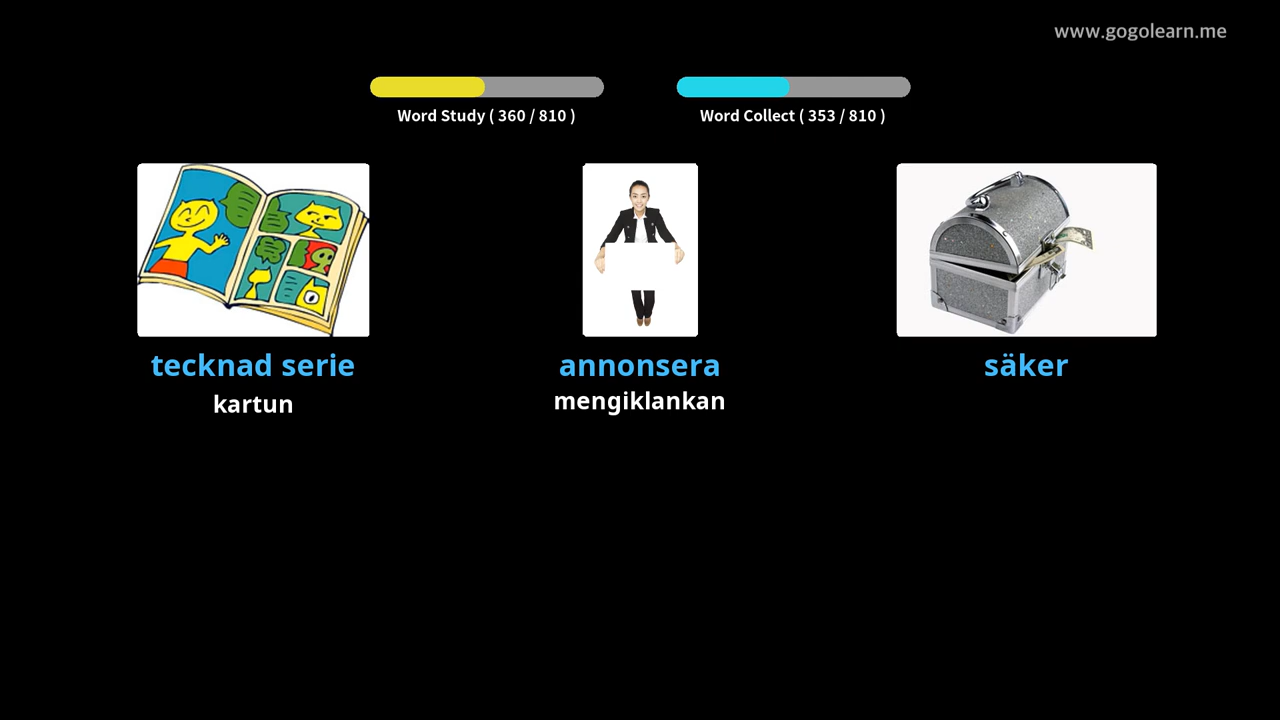 www.gogolearn.me
Word Study ( 360 / 810 )
Word Collect ( 353 / 810 )
tecknad serie
kartun
annonsera
mengiklankan
säker